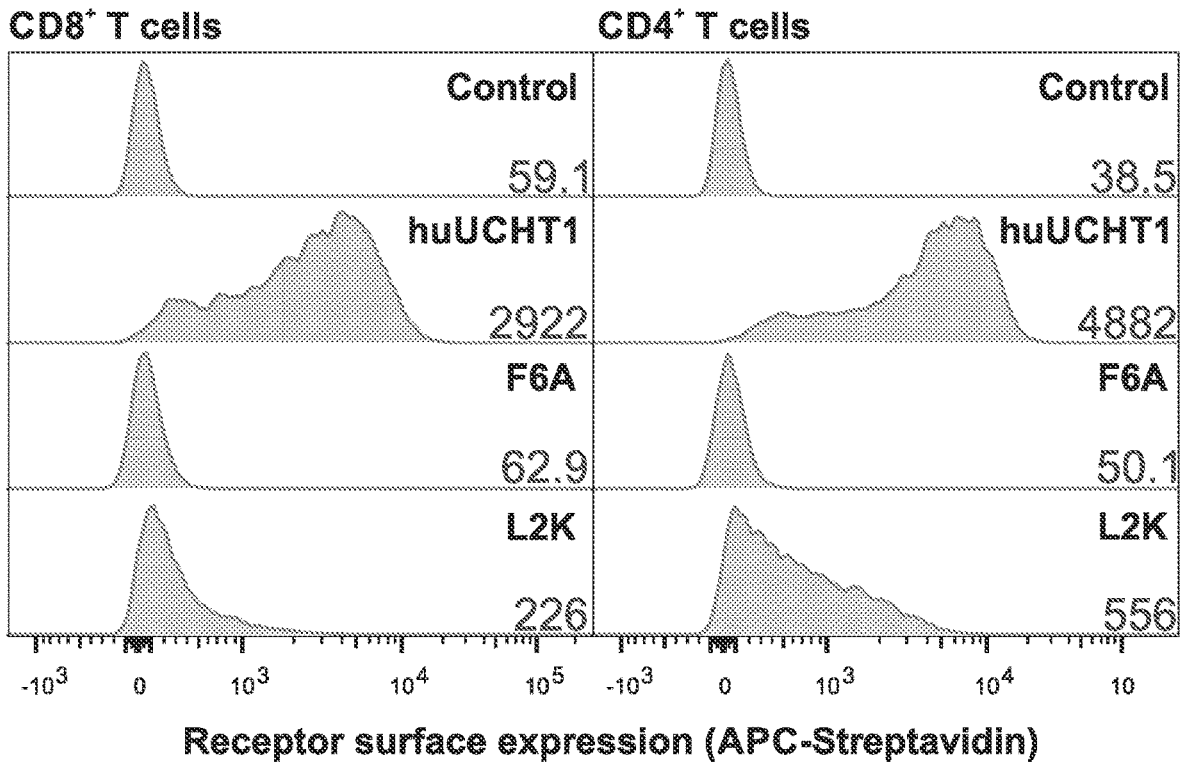 CD8⁺ T cells CD4⁺ T cells
Control Control
59.1 38.5
huUCHT1 huUCHT1
2922 4882
F6A F6A
62.9 50.1
L2K L2K
226 556
-10³ 0 10³ 10⁴ 10⁵ -10³ 0 10³ 10⁴ 10
Receptor surface expression (APC-Streptavidin)